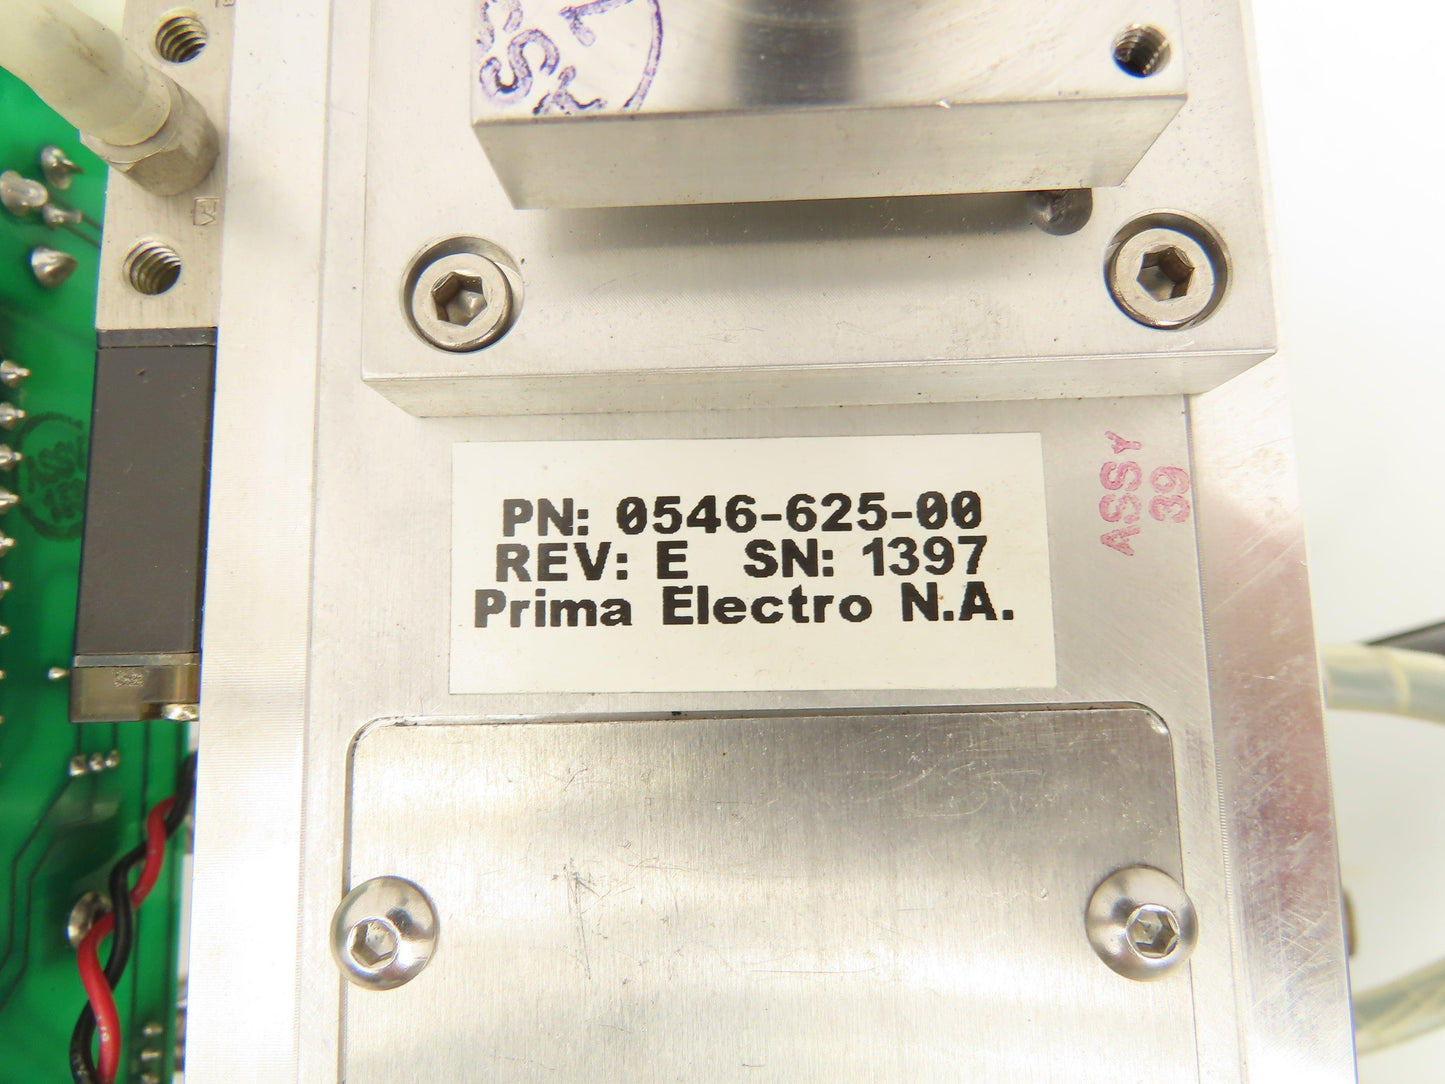 PN: 0546-625-00
REV: E SN: 1397
Prima Electro N.A.
ASSY
39